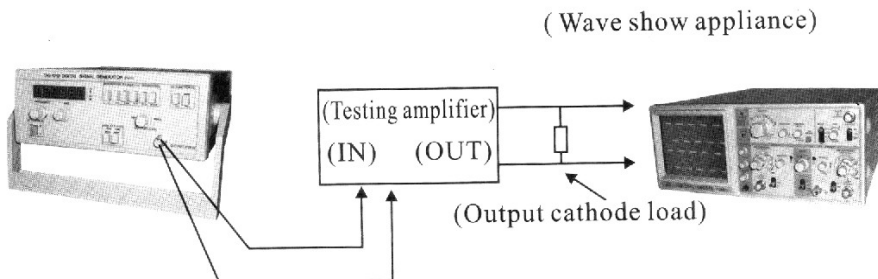 ( Wave show appliance)
(Testing amplifier)
(IN) (OUT)
(Output cathode load)